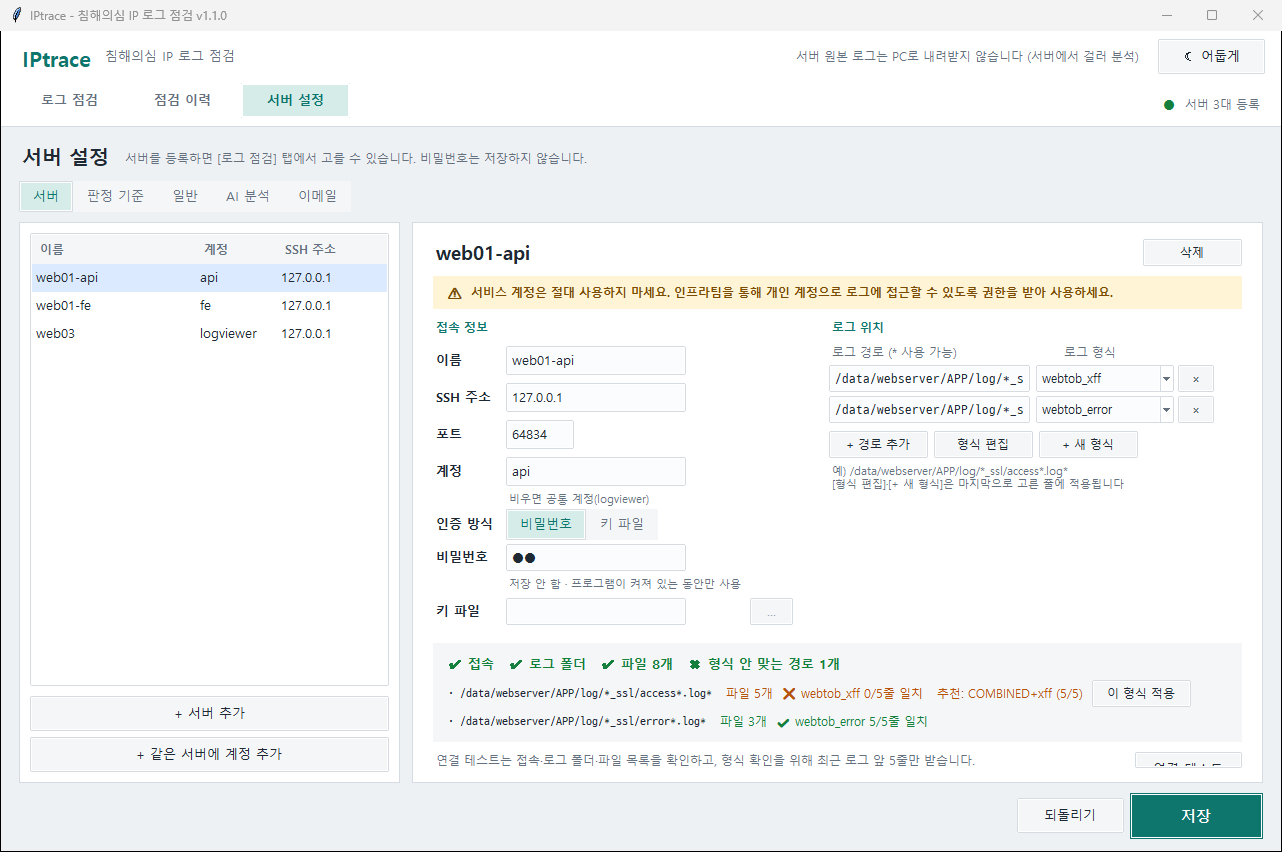 IPtrace - 침해의심 IP 로그 점검 v1.1.0
IPtrace 침해의심 IP 로그 점검
서버 원본 로그는 PC로 내려받지 않습니다 (서버에서 걸러 분석)
☾ 어둡게
로그 점검 점검 이력 서버 설정
● 서버 3대 등록
서버 설정 서버를 등록하면 [로그 점검] 탭에서 고를 수 있습니다. 비밀번호는 저장하지 않습니다.
서버 판정 기준 일반 AI 분석 이메일
이름 계정 SSH 주소
web01-api api 127.0.0.1
web01-fe fe 127.0.0.1
web03 logviewer 127.0.0.1
+ 서버 추가
+ 같은 서버에 계정 추가
web01-api
삭제
⚠ 서비스 계정은 절대 사용하지 마세요. 인프라팀을 통해 개인 계정으로 로그에 접근할 수 있도록 권한을 받아 사용하세요.
접속 정보
이름 web01-api
SSH 주소 127.0.0.1
포트 64834
계정 api
비우면 공통 계정(logviewer)
인증 방식 비밀번호 키 파일
비밀번호 ●●
저장 안 함 · 프로그램이 켜져 있는 동안만 사용
키 파일 ...
로그 위치
로그 경로 (* 사용 가능) 로그 형식
/data/webserver/APP/log/*_s webtob_xff ×
/data/webserver/APP/log/*_s webtob_error ×
+ 경로 추가 형식 편집 + 새 형식
예) /data/webserver/APP/log/*_ssl/access*.log*
[형식 편집]·[+ 새 형식]은 마지막으로 고른 줄에 적용됩니다
✔ 접속 ✔ 로그 폴더 ✔ 파일 8개 ✖ 형식 안 맞는 경로 1개
· /data/webserver/APP/log/*_ssl/access*.log* 파일 5개 ✖ webtob_xff 0/5줄 일치 추천: COMBINED+xff (5/5) 이 형식 적용
· /data/webserver/APP/log/*_ssl/error*.log* 파일 3개 ✔ webtob_error 5/5줄 일치
연결 테스트는 접속·로그 폴더·파일 목록을 확인하고, 형식 확인을 위해 최근 로그 앞 5줄만 받습니다.
연결 테스트
되돌리기 저장